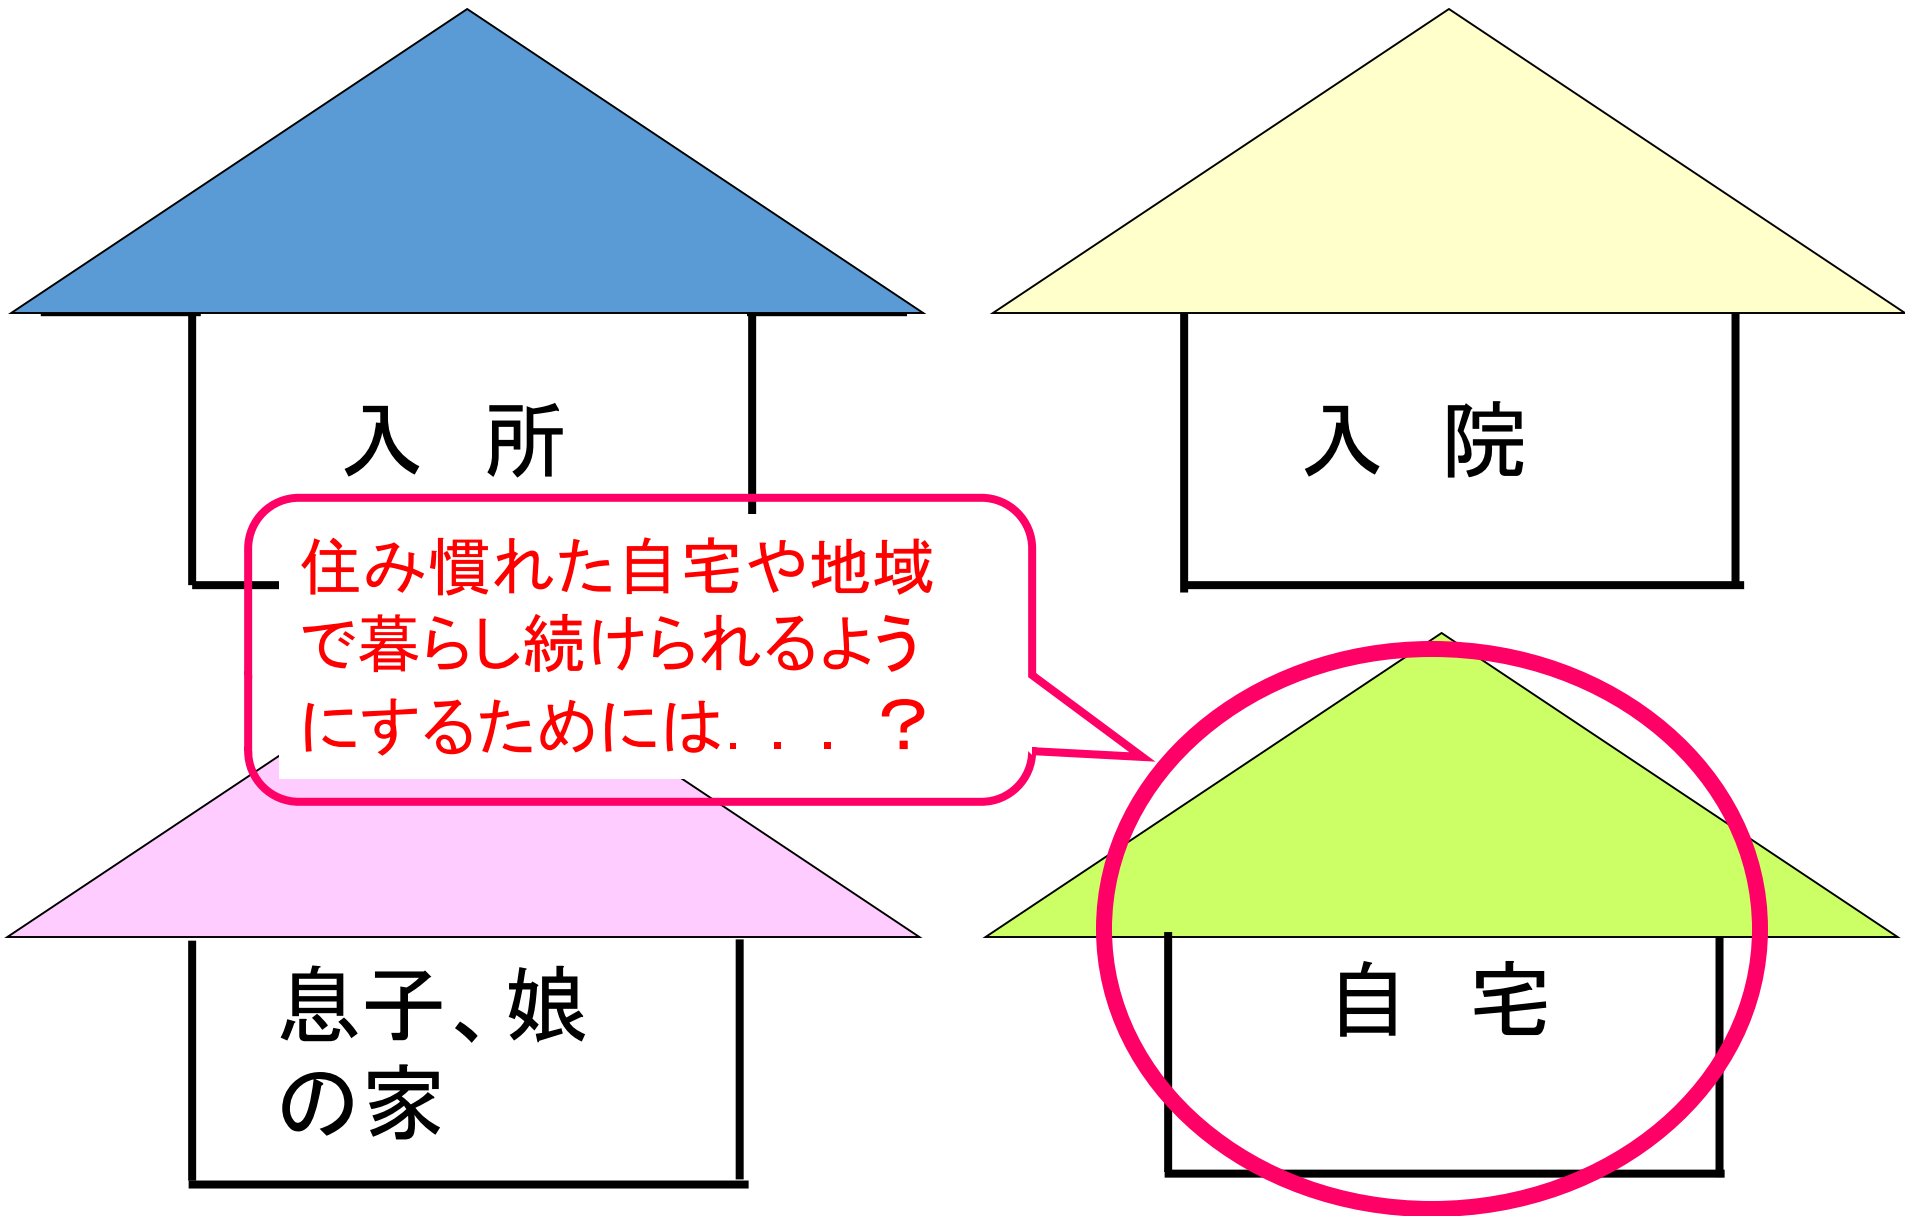 入　所
入　院
住み慣れた自宅や地域
で暮らし続けられるよう
にするためには．．．？
息子、娘
の家
自　宅